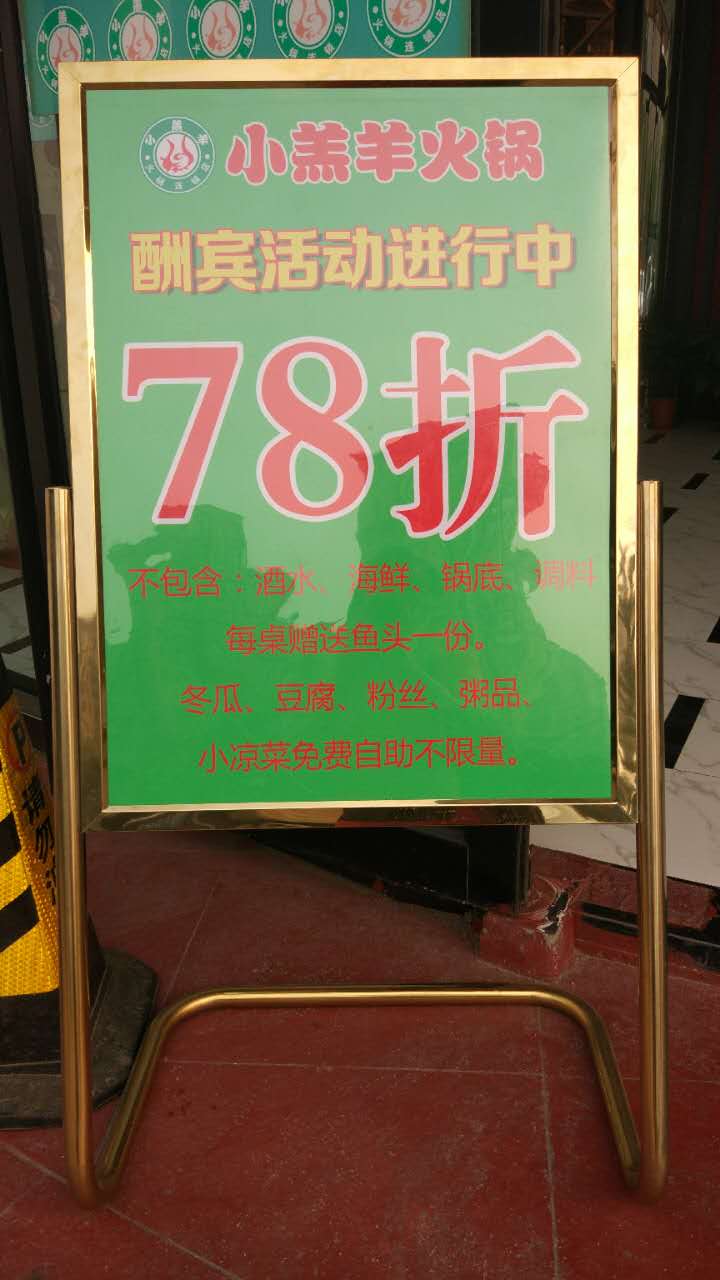 小羔羊火锅
酬宾活动进行中
78折
不包含：酒水、海鲜、锅底、调料
每桌赠送鱼头一份。
冬瓜、豆腐、粉丝、粥品、
小凉菜免费自助不限量。
请勿